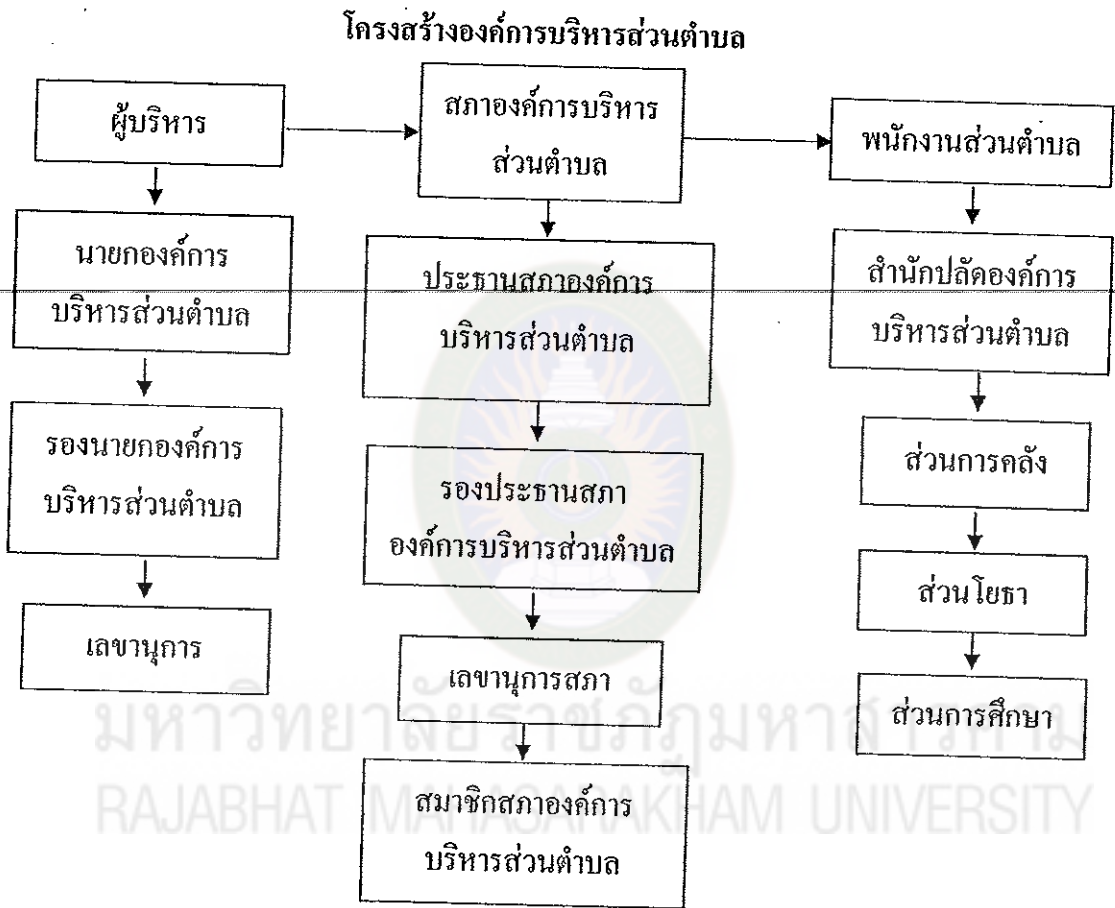 โครงสร้างองค์การบริหารส่วนตำบล
ผู้บริหาร
สภาองค์การบริหาร
ส่วนตำบล
พนักงานส่วนตำบล
นายกองค์การ
บริหารส่วนตำบล
ประธานสภาองค์การ
บริหารส่วนตำบล
สำนักปลัดองค์การ
บริหารส่วนตำบล
รองนายกองค์การ
บริหารส่วนตำบล
รองประธานสภา
องค์การบริหารส่วนตำบล
ส่วนการคลัง
ส่วนโยธา
เลขานุการ
เลขานุการสภา
ส่วนการศึกษา
สมาชิกสภาองค์การ
บริหารส่วนตำบล
มหาวิทยาลัยราชภัฏมหาสารคาม
RAJABHAT MAHASARAKHAM UNIVERSITY